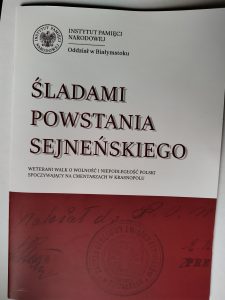 INSTYTUT PAMIĘCI
NARODOWEJ
Oddział w Białymstoku
ŚLADAMI
POWSTANIA
SEJNEŃSKIEGO
WETERANI WALK O WOLNOŚĆ I NIEPODLEGŁOŚĆ POLSKI
SPOCZYWAJĄCY NA CMENTARZACH W KRASNOPOLU